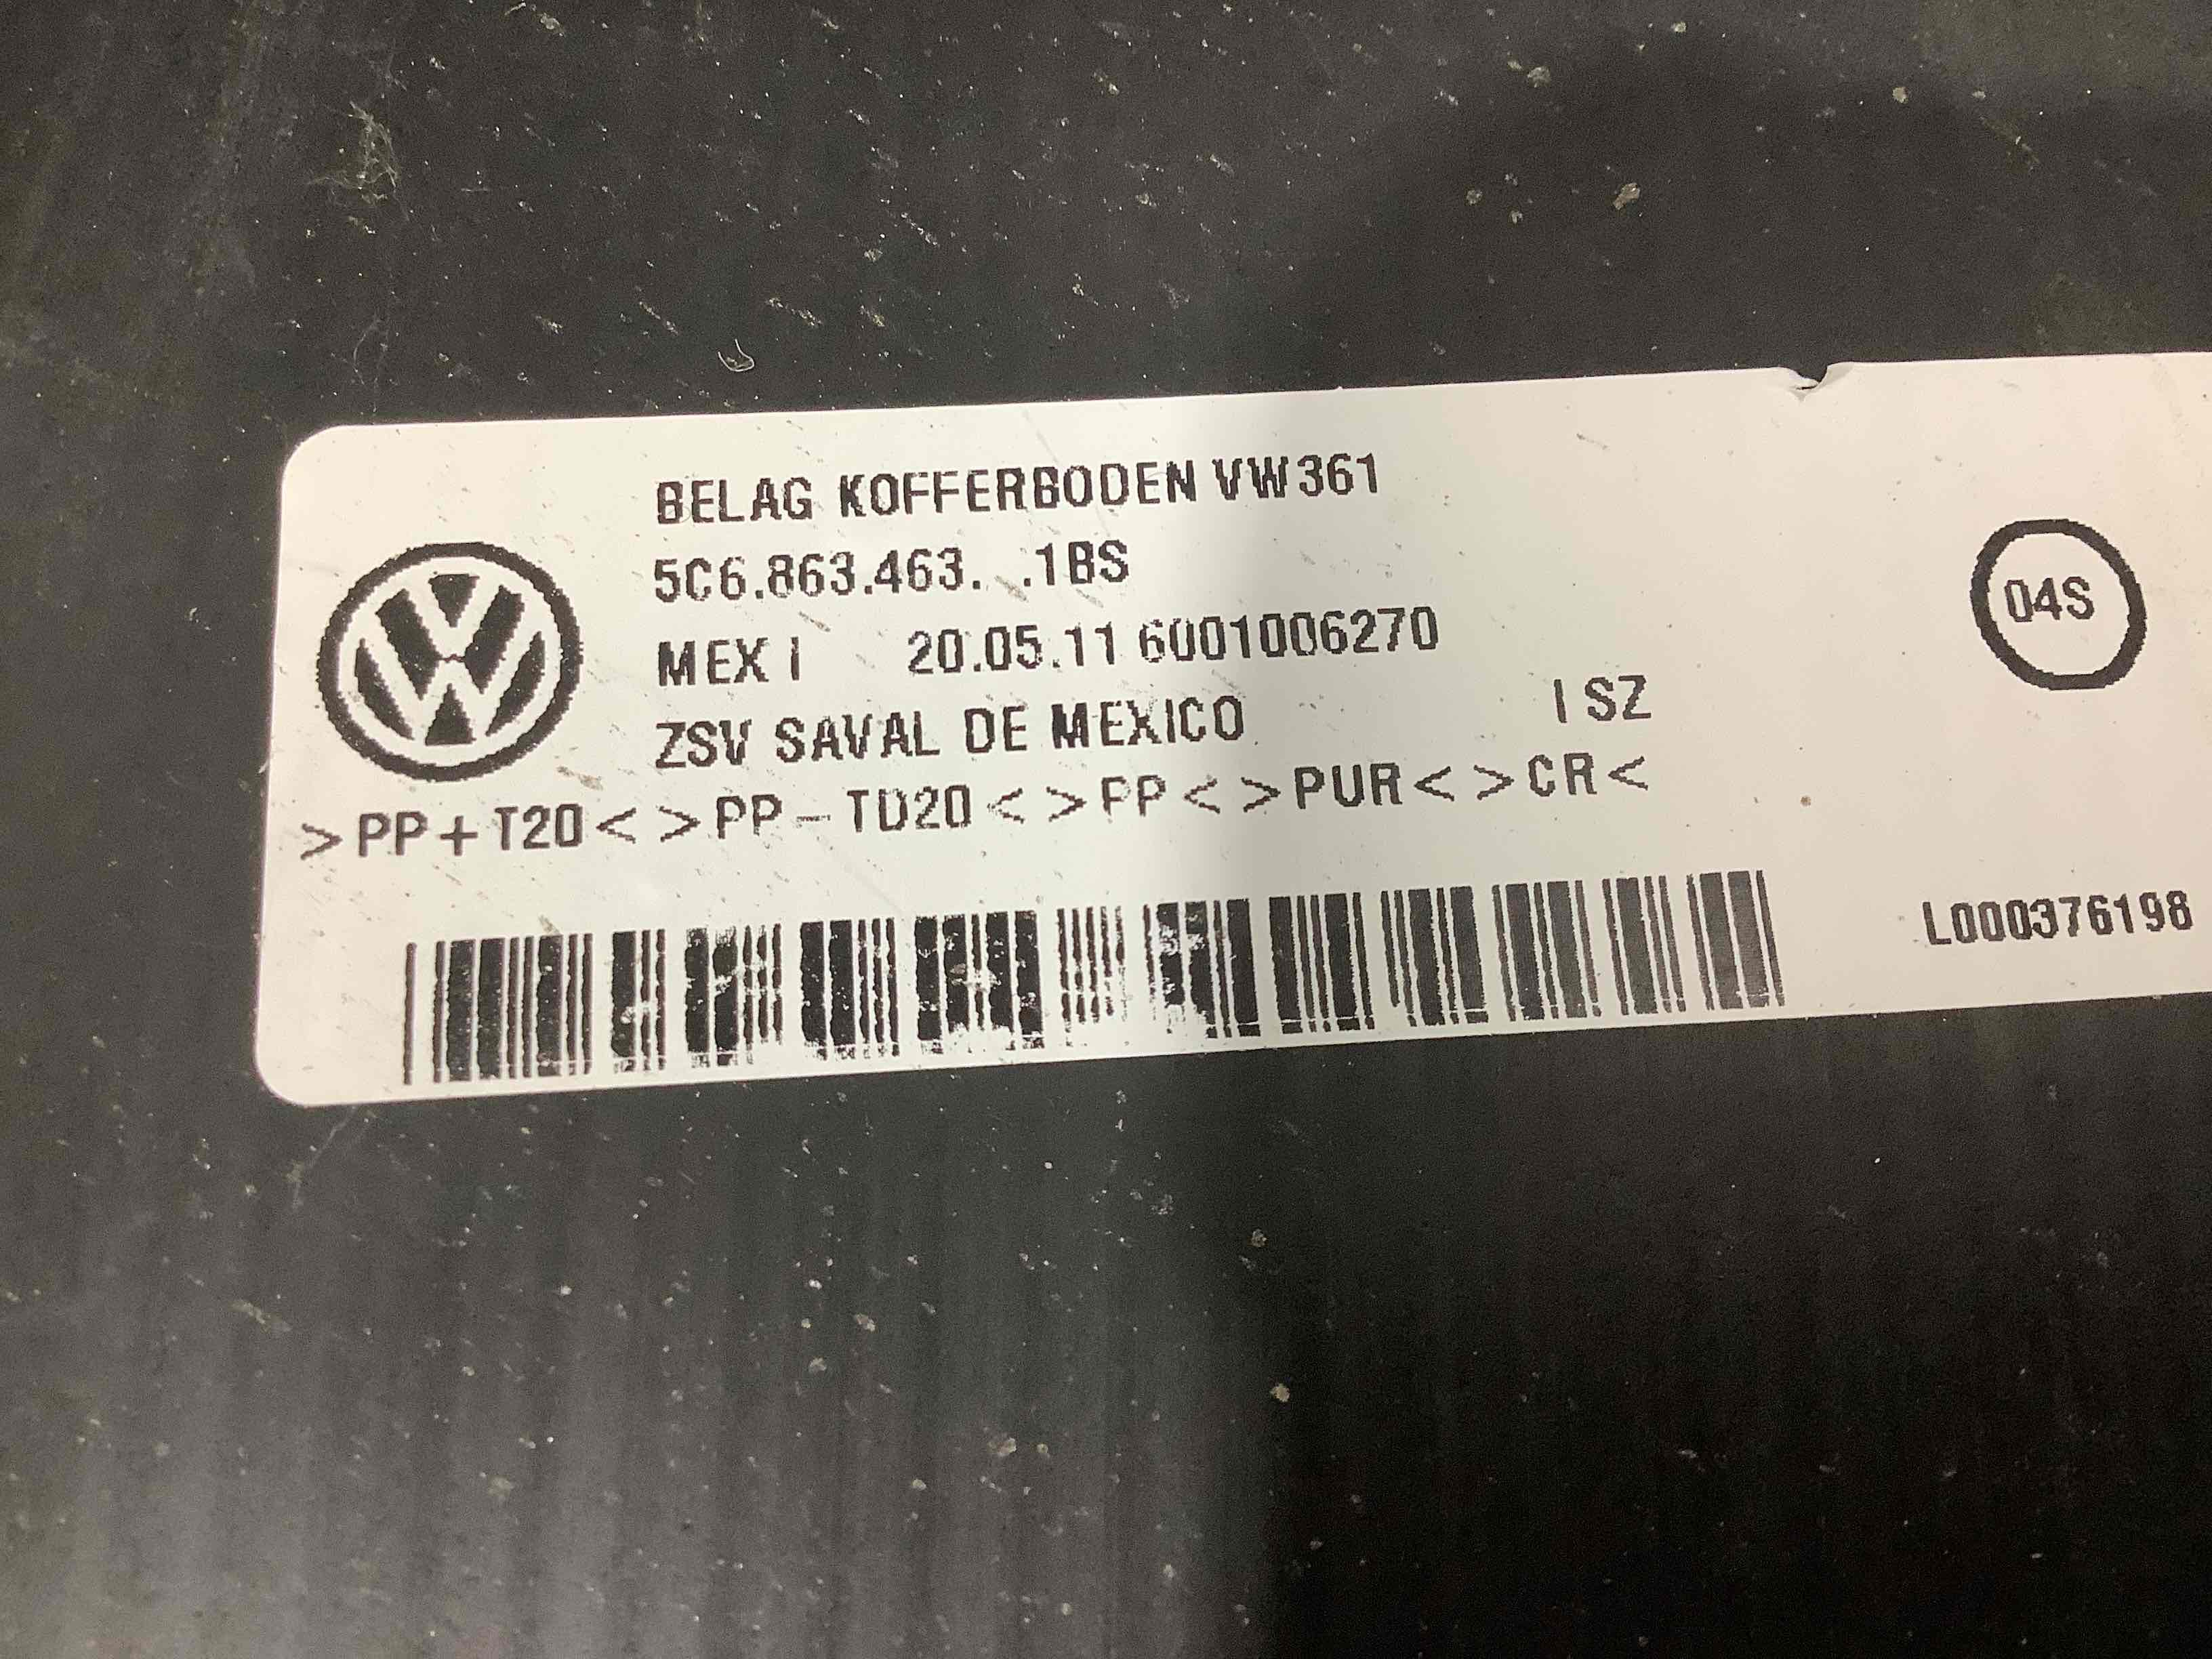 BELAG KOFFERBODEN VW361
5C6.863.463. .1BS
04S
MEX I 20.05.11 6001006270
ZSV SAVAL DE MEXICO I SZ
>PP+T20< >PP-TD20< >PP< >PUR< >CR<
L000376198